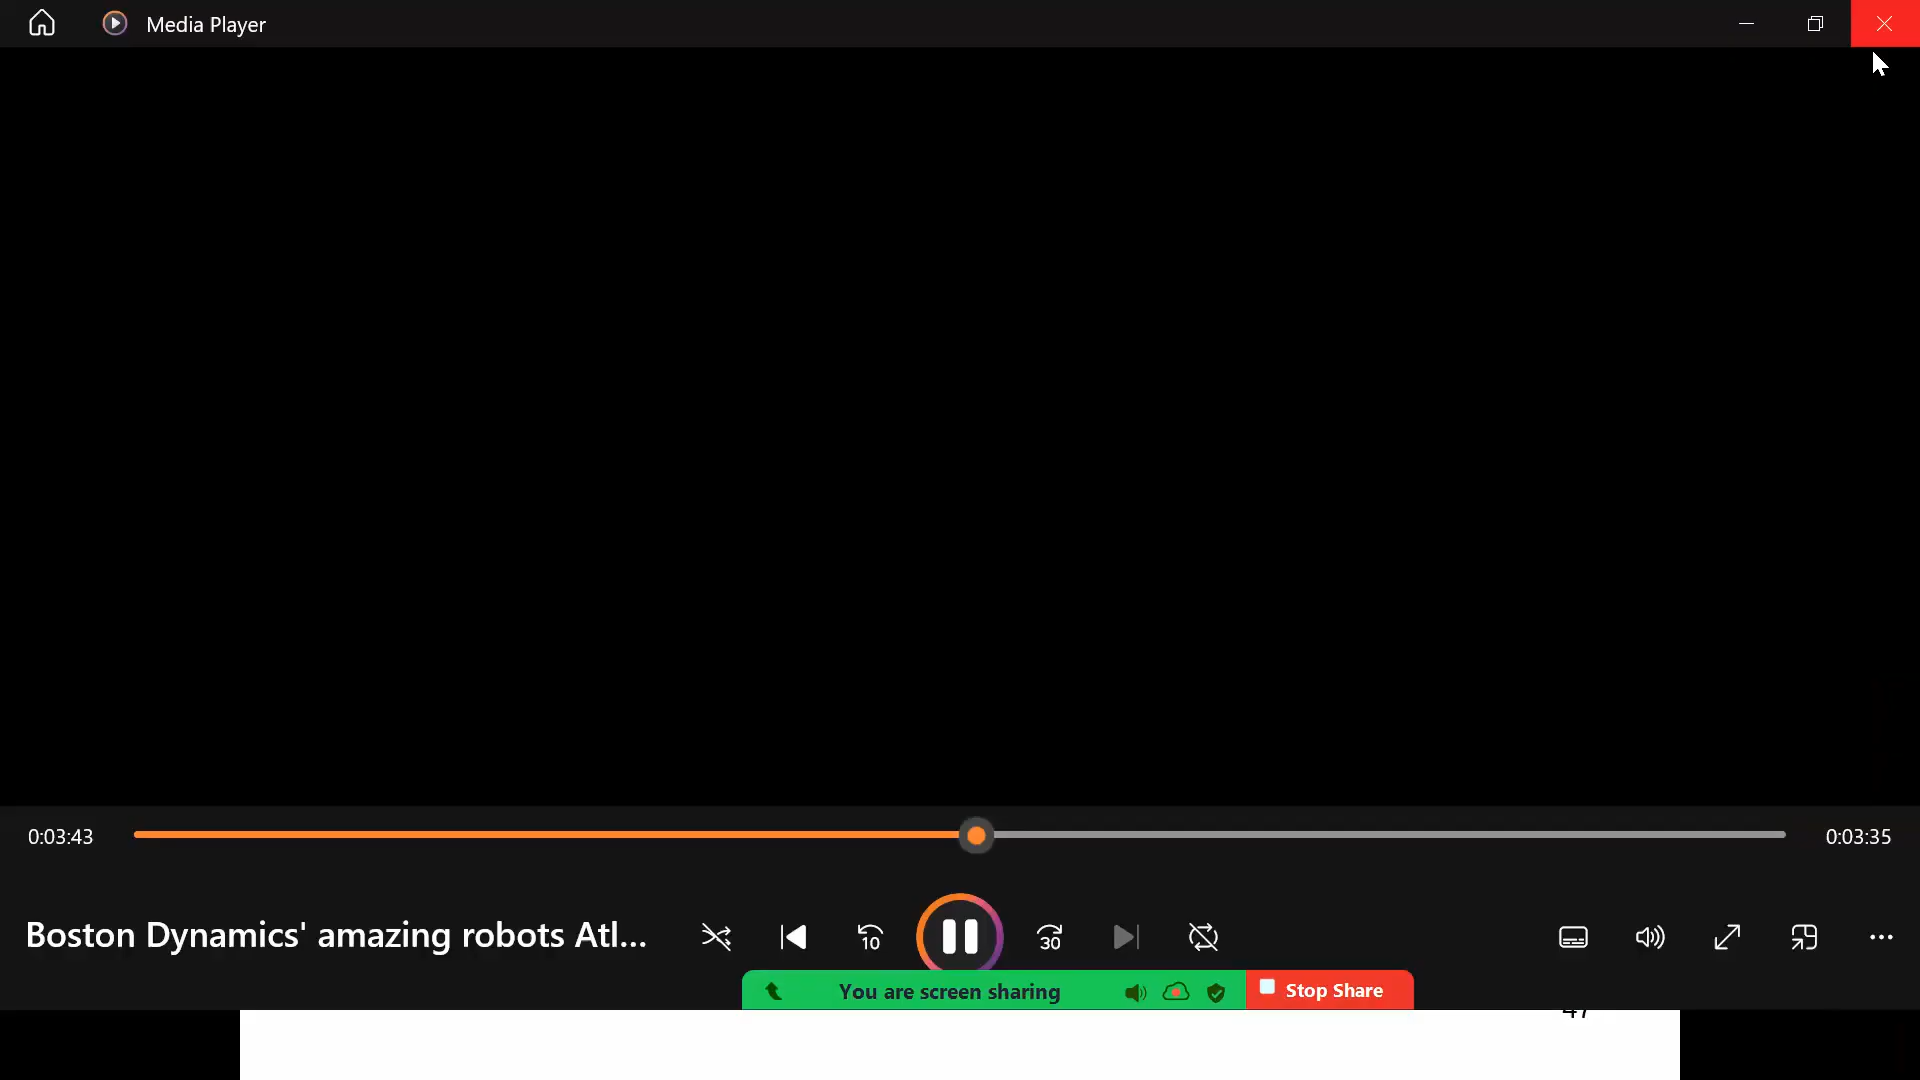 Media Player
0:03:43
0:03:35
Boston Dynamics' amazing robots Atl...
10
30
You are screen sharing
Stop Share
47